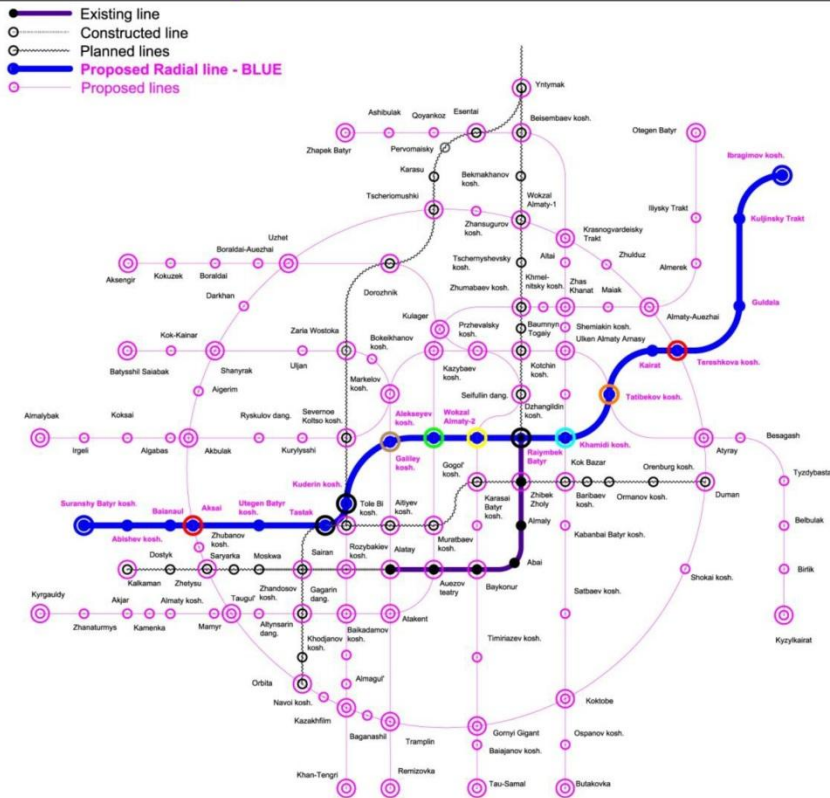 Existing line
Constructed line
Planned lines
Proposed Radial line - BLUE
Proposed lines
Yntymak
Ashibulak
Qoyankoz
Esentai
Beisembaev kosh.
Otegen Batyr
Zhapek Batyr
Pervomaisky
Ibragimov kosh.
Karasu
Bekmakhanov
kosh.
Wokzal
Almaty-1
Tscheriomushki
Zhansugurov
kosh.
Krasnogvardeisky
Trakt
Iliysky Trakt
Kuljinsky Trakt
Uzhet
Boraldai-Auezhai
Tschernyshevsky
kosh.
Altai
Zhulduz
Aksengir
Kokuzek
Boraldai
Khmel-
nitsky kosh.
Zhas
Khanat
Maiak
Almerek
Darkhan
Dorozhnik
Zhumabaev kosh.
Almaty-Auezhai
Guldala
Kulager
Przhevalsky
kosh.
Baumnyn
Togaiy
Shemiakin kosh.
Ulkan Almaty Arnasy
Kok-Kainar
Zaria Wostoka
Bokeikhanov
kosh.
Batysshil Saiabak
Shanyrak
Uljan
Markelov
kosh.
Kazybaev
kosh.
Kotchin
kosh.
Kairat
Tereshkova kosh.
Aigerim
Seifullin dang.
Tatibekov kosh.
Almalybak
Koksai
Ryskulov dang.
Severnoe
Koltso kosh.
Alekseyev
kosh.
Wokzal
Almaty-2
Dzhangildin
kosh.
Irgeli
Algabas
Akbulak
Kurylysshi
Galiley
kosh.
Raiymbek
Batyr
Khamidi kosh.
Atyray
Besagash
Gogol'
kosh.
Kok Bazar
Orenburg kosh.
Tyzdybasta
Kuderin kosh.
Suranshy Batyr kosh.
Balanaul
Aksai
Utegen Batyr
kosh.
Tastak
Tole Bi
kosh.
Aitiyev
kosh.
Karasai
Batyr
kosh.
Zhibek
Zholy
Baribaev
kosh.
Ormanov kosh.
Duman
Abishev kosh.
Zhubanov
kosh.
Almaly
Belbulak
Dostyk
Saryarka
Moskwa
Sairan
Rozybakiev
kosh.
Alatay
Muratbaev
kosh.
Kabanbai Batyr kosh.
Kalkaman
Zhetysu
Abai
Birlik
Kyrgauldy
Akjar
Almaty kosh.
Taugul'
Zhandosov
kosh.
Gagarin
dang.
Auezov
teatry
Baykonur
Satbaev kosh.
Shokai kosh.
Zhanaturmys
Kamenka
Mamyr
Altynsarin
dang.
Khodjanov
kosh.
Baikadamov
kosh.
Atakent
Kyzylkairat
Timiriazev kosh.
Orbita
Almagul'
Navoi kosh.
Koktobe
Kazakhfilm
Baganashil
Tramplin
Gornyi Gigant
Baiajanov kosh.
Ospanov kosh.
Khan-Tengri
Remizovka
Tau-Samal
Butakovka